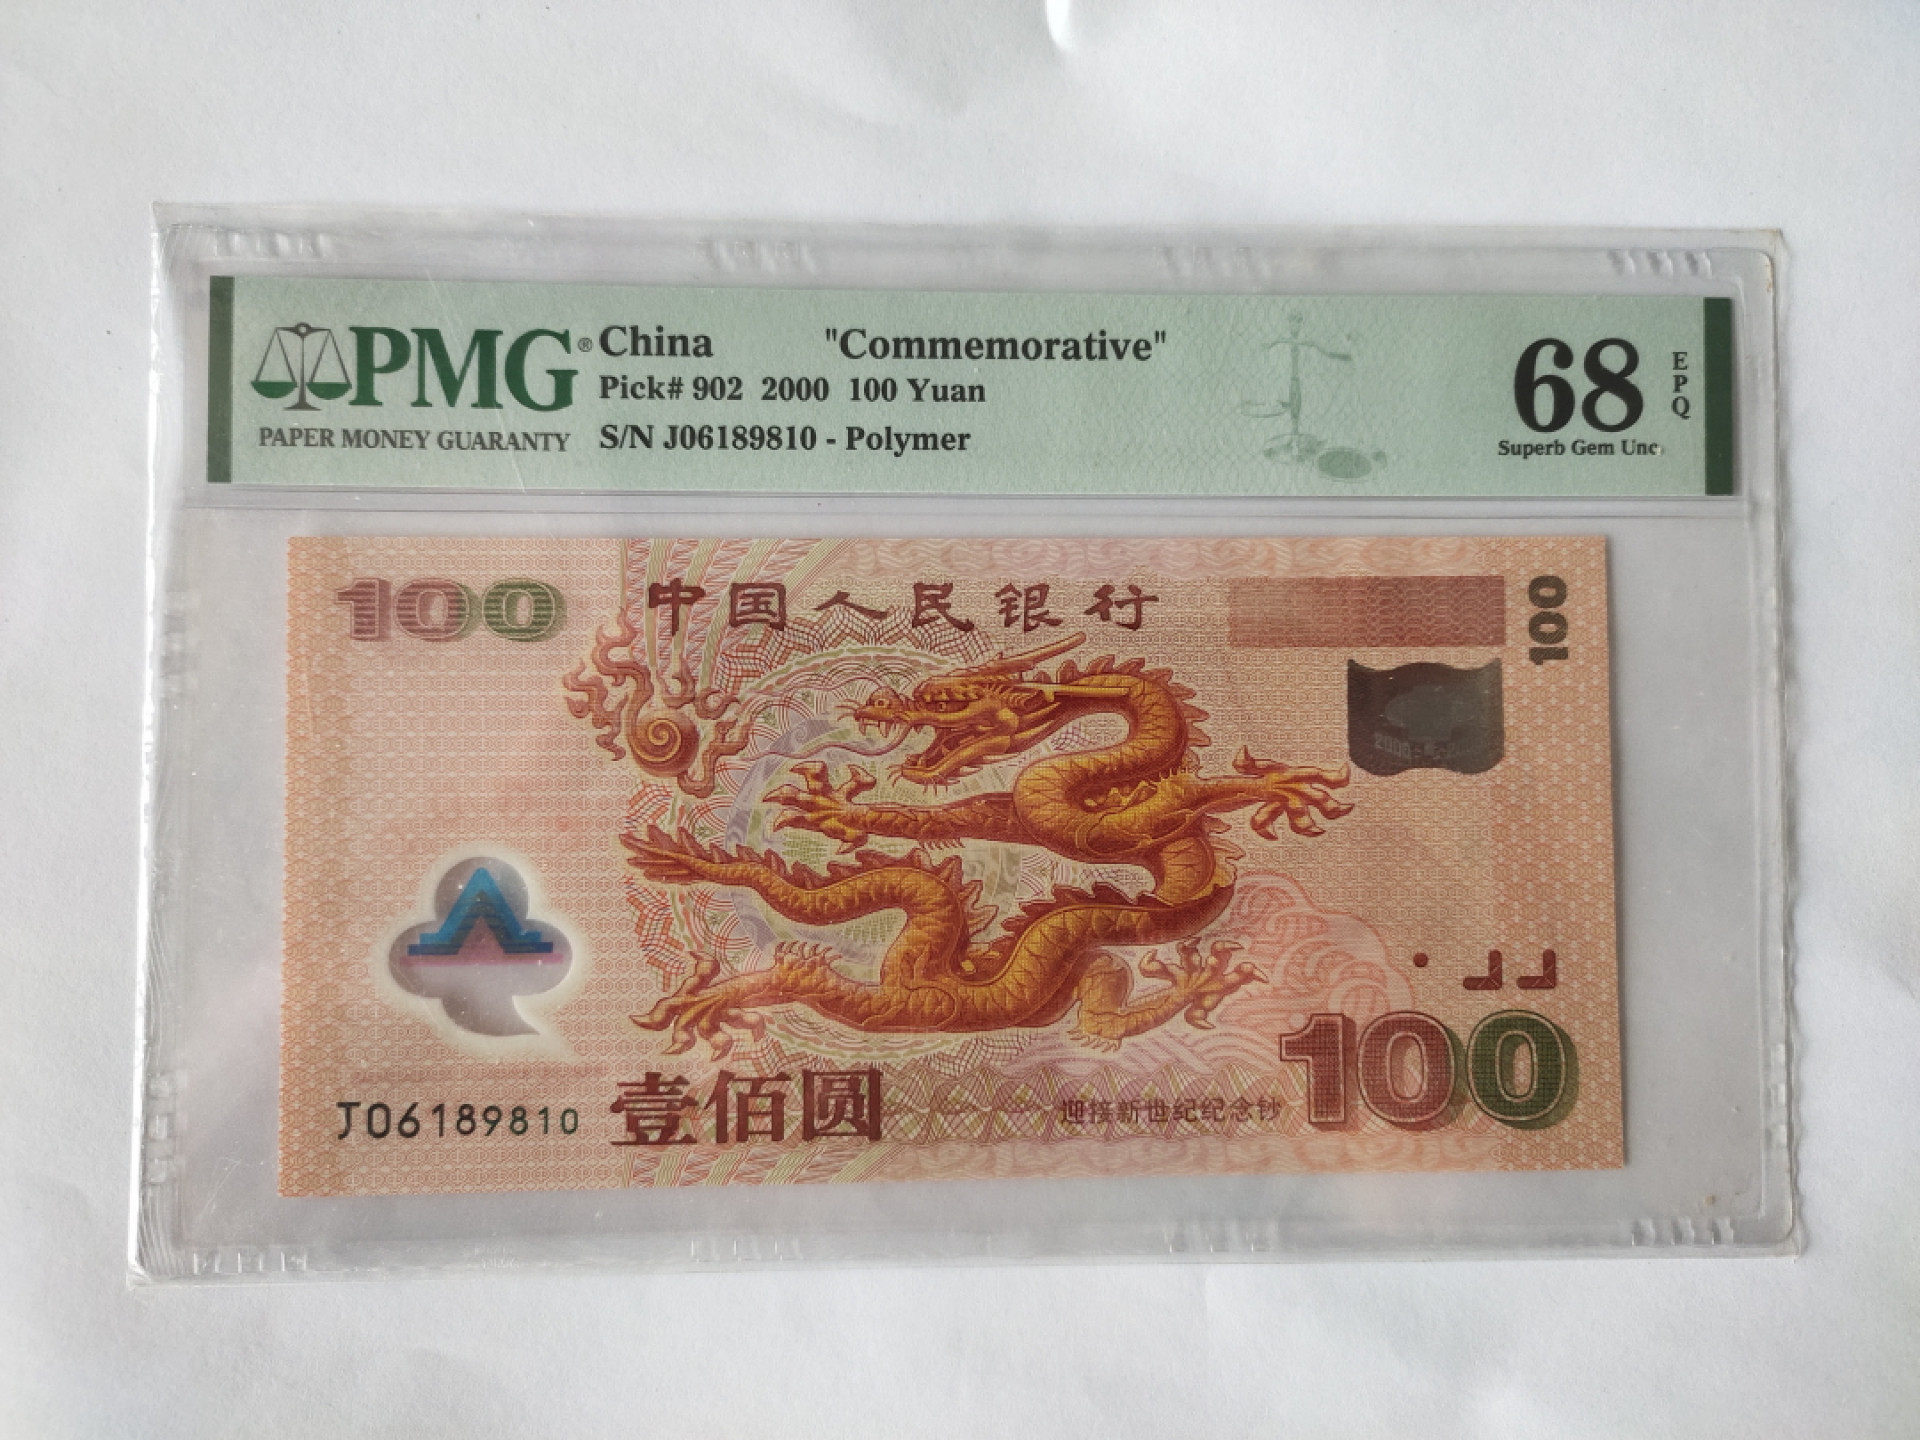 PMG®
PAPER MONEY GUARANTY
China "Commemorative"
Pick# 902 2000 100 Yuan
S/N J06189810 - Polymer
68
EPQ
Superb Gem Unc
100
中国人民银行
100
J06189810
壹佰圆
迎接新世纪纪念钞
100